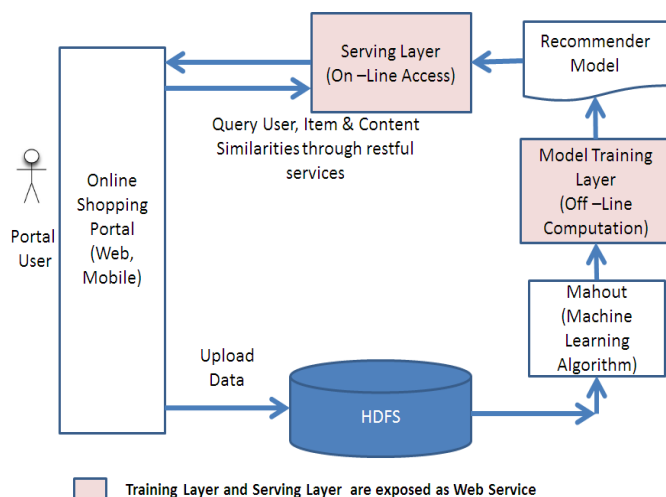 Serving Layer
(On –Line Access)
Recommender
Model
Query User, Item & Content
Similarities through restful
services
Model Training
Layer
(Off –Line
Computation)
Online
Shopping
Portal
(Web,
Mobile)
Portal
User
Mahout
(Machine
Learning
Algorithm)
Upload
Data
HDFS
Training Layer and Serving Layer are exposed as Web Service